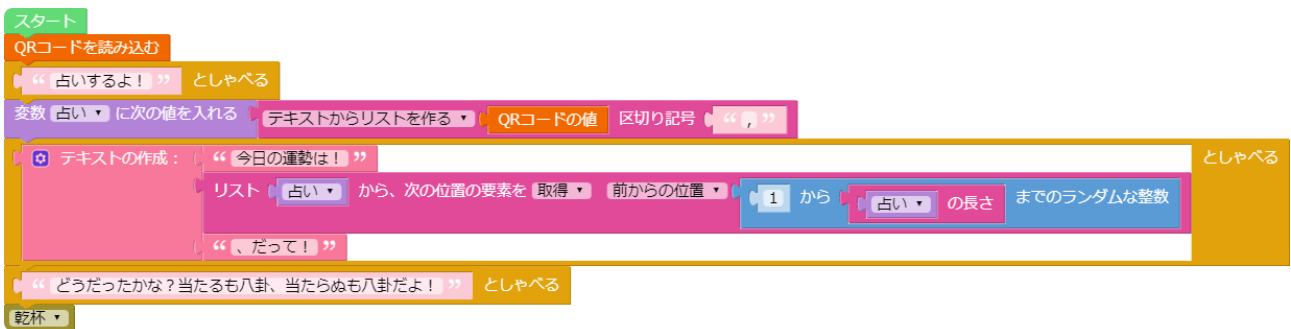 スタート
QRコードを読み込む
“ 占いするよ！ ” としゃべる
変数 占い に次の値を入れる テキストからリストを作る QRコードの値 区切り記号 “ , ”
テキストの作成： “ 今日の運勢は！ ” としゃべる
リスト 占い から、次の位置の要素を 取得 前からの位置 1 から 占い の長さ までのランダムな整数
“ 、だって！ ”
“ どうだったかな？当たるも八卦、当たらぬも八卦だよ！ ” としゃべる
乾杯